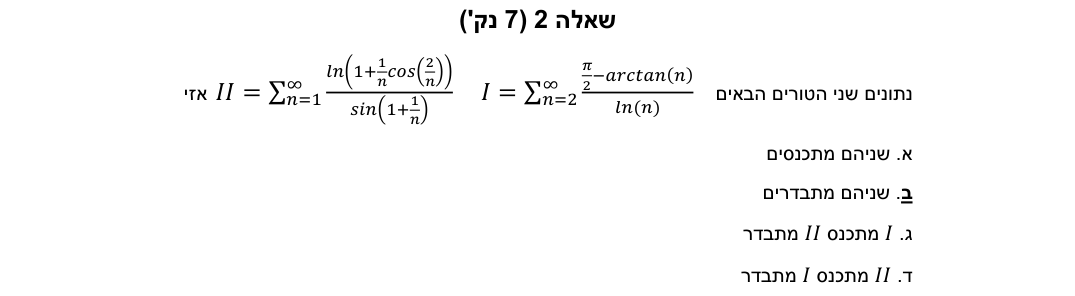 שאלה 2 (7 נק')
נתונים שני הטורים הבאים $I = \sum_{n=2}^{\infty} \frac{\frac{\pi}{2}-arctan(n)}{ln(n)}$ $II = \sum_{n=1}^{\infty} \frac{ln\left(1+\frac{1}{n}cos\left(\frac{2}{n}\right)\right)}{sin\left(1+\frac{1}{n}\right)}$ אזי
א. שניהם מתכנסים
ב. שניהם מתבדרים
ג. I מתכנס II מתבדר
ד. II מתכנס I מתבדר